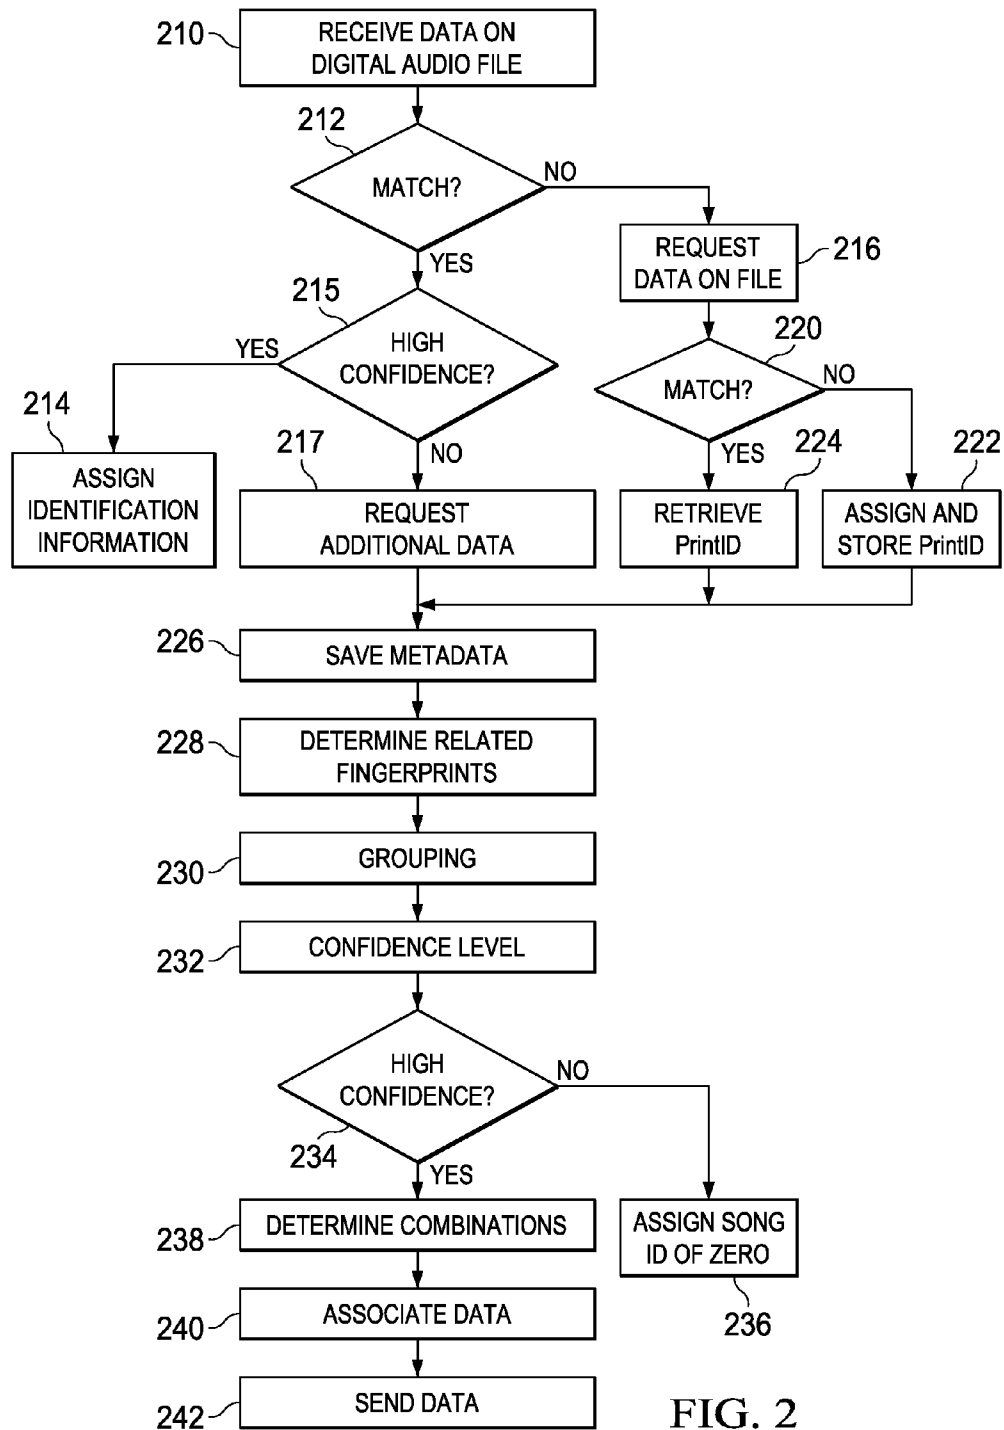 210
RECEIVE DATA ON
DIGITAL AUDIO FILE
212
MATCH?
NO
YES
REQUEST
DATA ON FILE
216
215
HIGH
CONFIDENCE?
YES
NO
220
MATCH?
NO
YES
214
ASSIGN
IDENTIFICATION
INFORMATION
217
REQUEST
ADDITIONAL DATA
224
RETRIEVE
PrintID
222
ASSIGN AND
STORE PrintID
226
SAVE METADATA
228
DETERMINE RELATED
FINGERPRINTS
230
GROUPING
232
CONFIDENCE LEVEL
HIGH
CONFIDENCE?
NO
234
YES
238
DETERMINE COMBINATIONS
ASSIGN SONG
ID OF ZERO
236
240
ASSOCIATE DATA
242
SEND DATA
FIG. 2